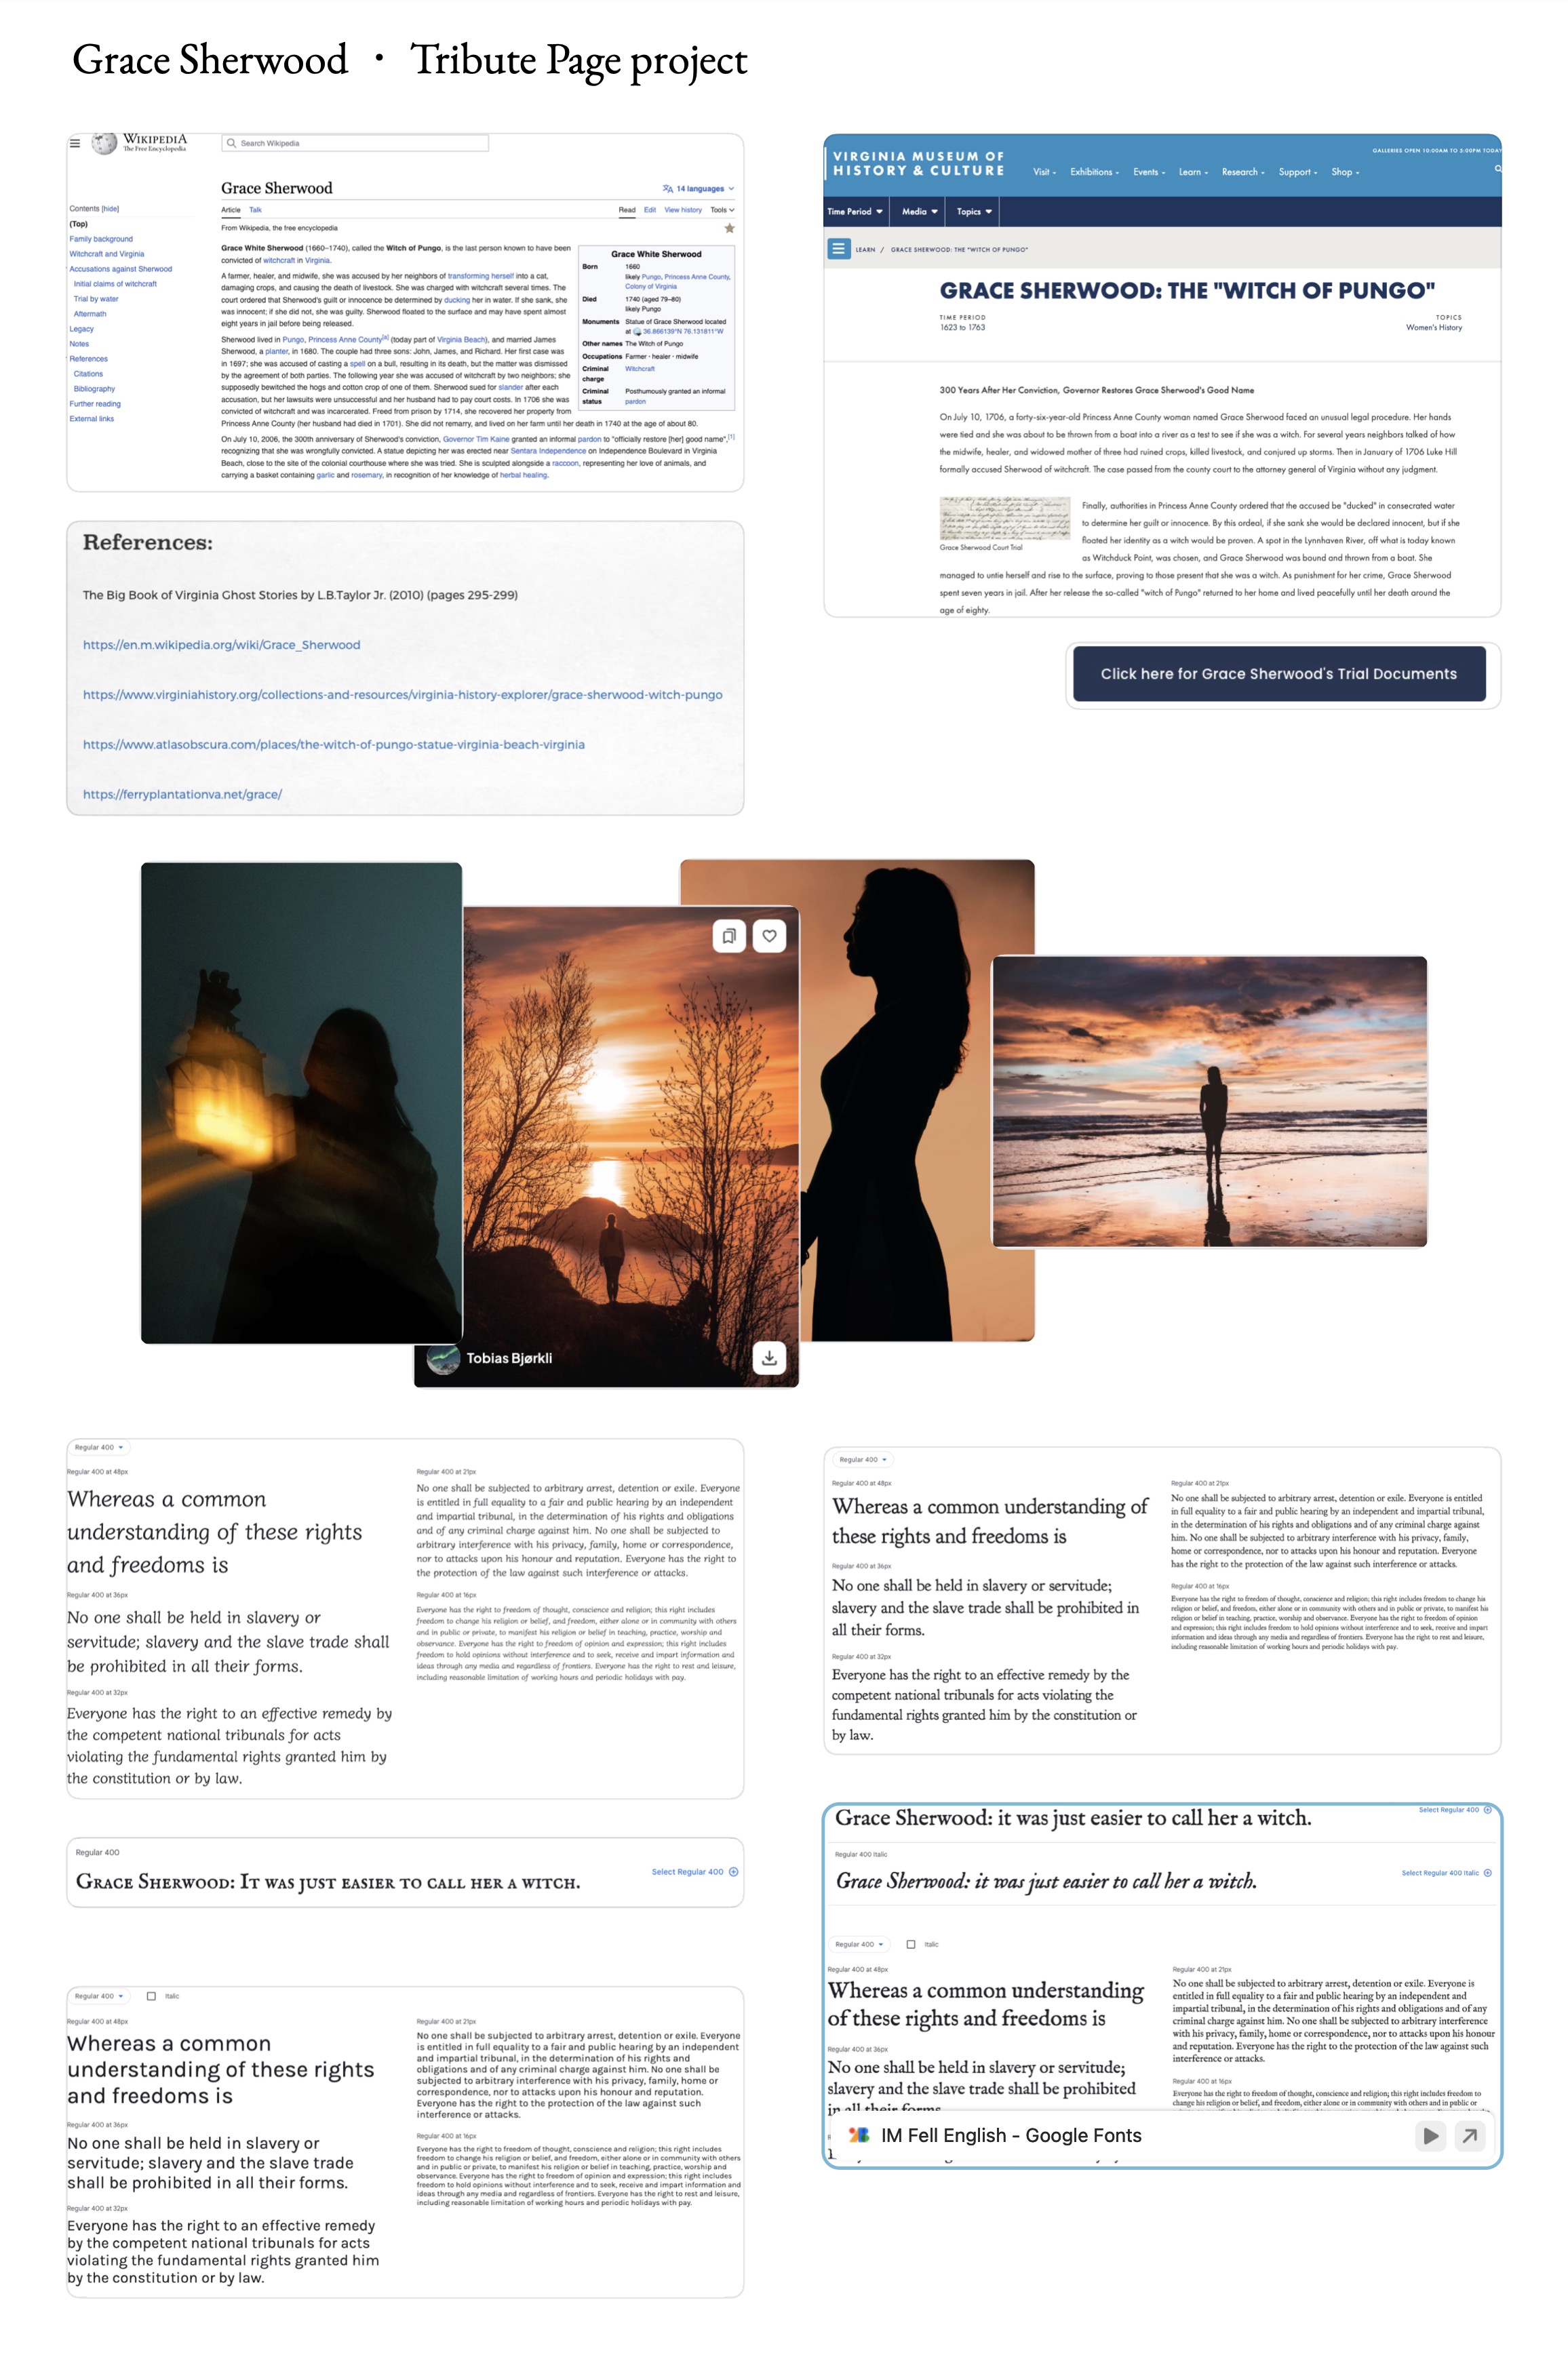 Grace Sherwood • Tribute Page project
WIKIPEDIA
The Free Encyclopedia
Search Wikipedia
Grace Sherwood
14 languages
Article Talk
Read Edit View history Tools
From Wikipedia, the free encyclopedia
Contents [hide]
(Top)
Family background
Witchcraft and Virginia
Accusations against Sherwood
Initial claims of witchcraft
Trial by water
Aftermath
Legacy
Notes
References
Citations
Bibliography
Further reading
External links
Grace White Sherwood (1660–1740), called the Witch of Pungo, is the last person known to have been
convicted of witchcraft in Virginia.
A farmer, healer, and midwife, she was accused by her neighbors of transforming herself into a cat,
damaging crops, and causing the death of livestock. She was charged with witchcraft several times. The
court ordered that Sherwood's guilt or innocence be determined by ducking her in water. If she sank, she
was innocent; if she did not, she was guilty. Sherwood floated to the surface and may have spent almost
eight years in jail before being released.
Sherwood lived in Pungo, Princess Anne County[a] (today part of Virginia Beach), and married James
Sherwood, a planter, in 1680. The couple had three sons: John, James, and Richard. Her first case was
in 1697; she was accused of casting a spell on a bull, resulting in its death, but the matter was dismissed
by the agreement of both parties. The following year she was accused of witchcraft by two neighbors; she
supposedly bewitched the hogs and cotton crop of one of them. Sherwood sued for slander after each
accusation, but her lawsuits were unsuccessful and her husband had to pay court costs. In 1706 she was
convicted of witchcraft and was incarcerated. Freed from prison by 1714, she recovered her property from
Princess Anne County (her husband had died in 1701). She did not remarry, and lived on her farm until her death in 1740 at the age of about 80.
On July 10, 2006, the 300th anniversary of Sherwood's conviction, Governor Tim Kaine granted an informal pardon to "officially restore [her] good name",[1]
recognizing that she was wrongfully convicted. A statue depicting her was erected near Sentara Independence on Independence Boulevard in Virginia
Beach, close to the site of the colonial courthouse where she was tried. She is sculpted alongside a raccoon, representing her love of animals, and
carrying a basket containing garlic and rosemary, in recognition of her knowledge of herbal healing.
Grace White Sherwood
Born 1660
likely Pungo, Princess Anne County,
Colony of Virginia
Died 1740 (aged 79–80)
likely Pungo
Monuments Statue of Grace Sherwood located
at 36.866139°N 76.131811°W
Other names The Witch of Pungo
Occupations Farmer · healer · midwife
Criminal Witchcraft
charge
Criminal Posthumously granted an informal
status pardon
VIRGINIA MUSEUM OF
HISTORY & CULTURE
GALLERIES OPEN 10:00AM TO 5:00PM TODAY
Visit Exhibitions Events Learn Research Support Shop
Time Period Media Topics
LEARN / GRACE SHERWOOD: THE "WITCH OF PUNGO"
GRACE SHERWOOD: THE "WITCH OF PUNGO"
TIME PERIOD
1623 to 1763
TOPICS
Women's History
300 Years After Her Conviction, Governor Restores Grace Sherwood's Good Name
On July 10, 1706, a forty-six-year-old Princess Anne County woman named Grace Sherwood faced an unusual legal procedure. Her hands
were tied and she was about to be thrown from a boat into a river as a test to see if she was a witch. For several years neighbors talked of how
the midwife, healer, and widowed mother of three had ruined crops, killed livestock, and conjured up storms. Then in January of 1706 Luke Hill
formally accused Sherwood of witchcraft. The case passed from the county court to the attorney general of Virginia without any judgment.
Grace Sherwood Court Trial
Finally, authorities in Princess Anne County ordered that the accused be "ducked" in consecrated water
to determine her guilt or innocence. By this ordeal, if she sank she would be declared innocent, but if she
floated her identity as a witch would be proven. A spot in the Lynnhaven River, off what is today known
as Witchduck Point, was chosen, and Grace Sherwood was bound and thrown from a boat. She
managed to untie herself and rise to the surface, proving to those present that she was a witch. As punishment for her crime, Grace Sherwood
spent seven years in jail. After her release the so-called "witch of Pungo" returned to her home and lived peacefully until her death around the
age of eighty.
References:
The Big Book of Virginia Ghost Stories by L.B.Taylor Jr. (2010) (pages 295-299)
https://en.m.wikipedia.org/wiki/Grace_Sherwood
https://www.virginiahistory.org/collections-and-resources/virginia-history-explorer/grace-sherwood-witch-pungo
https://www.atlasobscura.com/places/the-witch-of-pungo-statue-virginia-beach-virginia
https://ferryplantationva.net/grace/
Click here for Grace Sherwood's Trial Documents
Tobias Bjørkli
Regular 400
Regular 400 at 48px
Whereas a common
understanding of these rights
and freedoms is
Regular 400 at 36px
No one shall be held in slavery or
servitude; slavery and the slave trade shall
be prohibited in all their forms.
Regular 400 at 32px
Everyone has the right to an effective remedy by
the competent national tribunals for acts
violating the fundamental rights granted him by
the constitution or by law.
Regular 400 at 21px
No one shall be subjected to arbitrary arrest, detention or exile. Everyone
is entitled in full equality to a fair and public hearing by an independent
and impartial tribunal, in the determination of his rights and obligations
and of any criminal charge against him. No one shall be subjected to
arbitrary interference with his privacy, family, home or correspondence,
nor to attacks upon his honour and reputation. Everyone has the right to
the protection of the law against such interference or attacks.
Regular 400 at 16px
Everyone has the right to freedom of thought, conscience and religion; this right includes
freedom to change his religion or belief, and freedom, either alone or in community with others
and in public or private, to manifest his religion or belief in teaching, practice, worship and
observance. Everyone has the right to freedom of opinion and expression; this right includes
freedom to hold opinions without interference and to seek, receive and impart information and
ideas through any media and regardless of frontiers. Everyone has the right to rest and leisure,
including reasonable limitation of working hours and periodic holidays with pay.
Regular 400
Regular 400 at 48px
Whereas a common understanding of
these rights and freedoms is
Regular 400 at 36px
No one shall be held in slavery or servitude;
slavery and the slave trade shall be prohibited in
all their forms.
Regular 400 at 32px
Everyone has the right to an effective remedy by the
competent national tribunals for acts violating the
fundamental rights granted him by the constitution or
by law.
Regular 400 at 21px
No one shall be subjected to arbitrary arrest, detention or exile. Everyone is entitled
in full equality to a fair and public hearing by an independent and impartial tribunal,
in the determination of his rights and obligations and of any criminal charge against
him. No one shall be subjected to arbitrary interference with his privacy, family,
home or correspondence, nor to attacks upon his honour and reputation. Everyone
has the right to the protection of the law against such interference or attacks.
Regular 400 at 16px
Everyone has the right to freedom of thought, conscience and religion; this right includes freedom to change his
religion or belief, and freedom, either alone or in community with others and in public or private, to manifest his
religion or belief in teaching, practice, worship and observance. Everyone has the right to freedom of opinion
and expression; this right includes freedom to hold opinions without interference and to seek, receive and impart
information and ideas through any media and regardless of frontiers. Everyone has the right to rest and leisure,
including reasonable limitation of working hours and periodic holidays with pay.
Regular 400
Grace Sherwood: It was just easier to call her a witch.
Select Regular 400
Grace Sherwood: it was just easier to call her a witch.
Select Regular 400
Regular 400 Italic
Grace Sherwood: it was just easier to call her a witch.
Select Regular 400 Italic
Regular 400 Italic
Regular 400 at 48px
Whereas a common understanding
of these rights and freedoms is
Regular 400 at 36px
No one shall be held in slavery or servitude;
slavery and the slave trade shall be prohibited
in all their forms.
Regular 400 at 21px
No one shall be subjected to arbitrary arrest, detention or exile. Everyone is
entitled in full equality to a fair and public hearing by an independent and
impartial tribunal, in the determination of his rights and obligations and of any
criminal charge against him. No one shall be subjected to arbitrary interference
with his privacy, family, home or correspondence, nor to attacks upon his honour
and reputation. Everyone has the right to the protection of the law against such
interference or attacks.
Regular 400 at 16px
Everyone has the right to freedom of thought, conscience and religion; this right includes freedom to
change his religion or belief, and freedom, either alone or in community with others and in public or
IM Fell English - Google Fonts
Regular 400 Italic
Regular 400 at 48px
Whereas a common
understanding of these rights
and freedoms is
Regular 400 at 36px
No one shall be held in slavery or
servitude; slavery and the slave trade
shall be prohibited in all their forms.
Regular 400 at 32px
Everyone has the right to an effective remedy
by the competent national tribunals for acts
violating the fundamental rights granted him
by the constitution or by law.
Regular 400 at 21px
No one shall be subjected to arbitrary arrest, detention or exile. Everyone
is entitled in full equality to a fair and public hearing by an independent
and impartial tribunal, in the determination of his rights and
obligations and of any criminal charge against him. No one shall be
subjected to arbitrary interference with his privacy, family, home or
correspondence, nor to attacks upon his honour and reputation.
Everyone has the right to the protection of the law against such
interference or attacks.
Regular 400 at 16px
Everyone has the right to freedom of thought, conscience and religion; this right includes
freedom to change his religion or belief, and freedom, either alone or in community with others
and in public or private, to manifest his religion or belief in teaching, practice, worship and
observance. Everyone has the right to freedom of opinion and expression; this right includes
freedom to hold opinions without interference and to seek, receive and impart information and
ideas through any media and regardless of frontiers. Everyone has the right to rest and leisure,
including reasonable limitation of working hours and periodic holidays with pay.